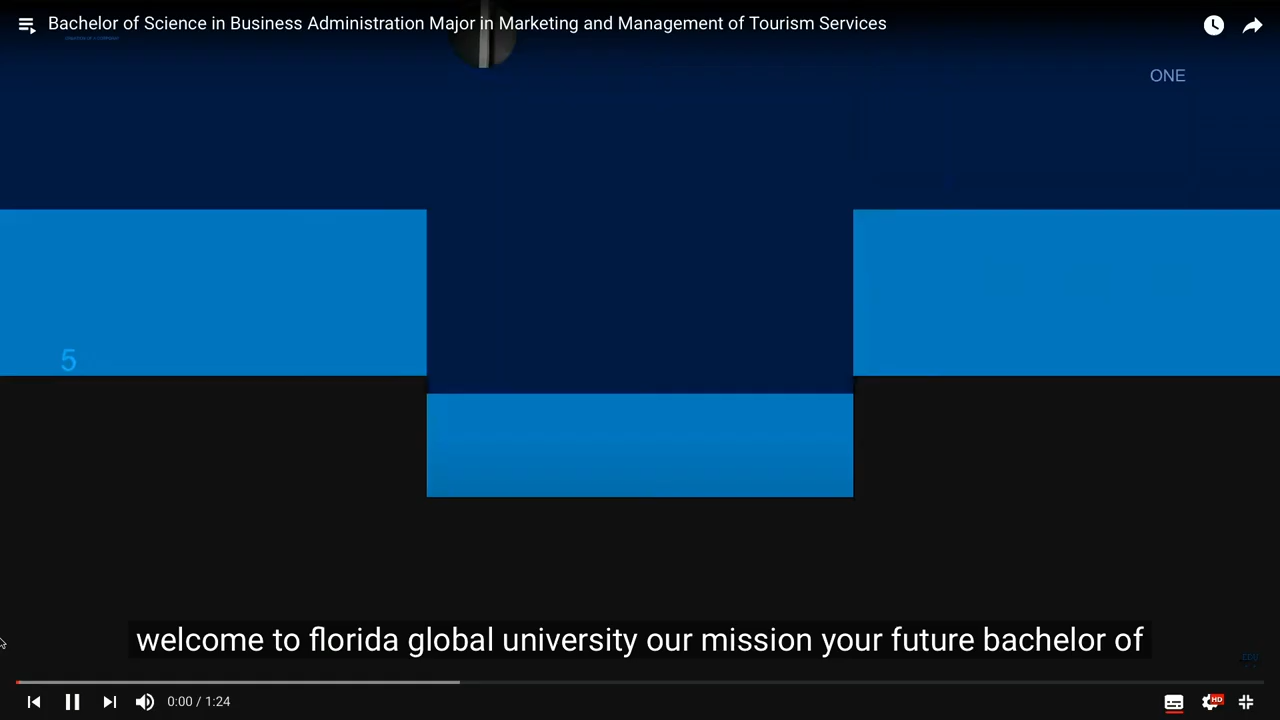 Bachelor of Science in Business Administration Major in Marketing and Management of Tourism Services
ONE
5
welcome to florida global university our mission your future bachelor of
0:00 / 1:24
HD